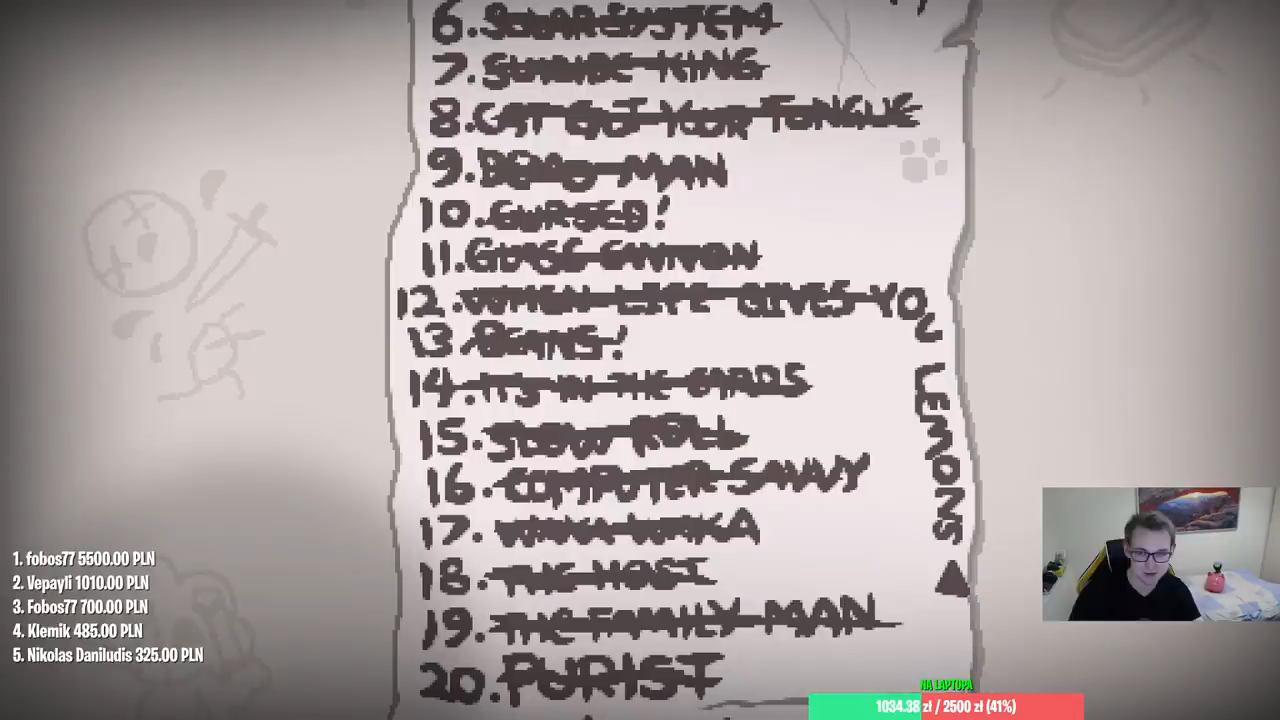 6. SOLAR SYSTEM
7. SUICIDE KING
8. CAT GOT YOUR TONGUE
9. DEAD MAN
10. CURSED!
11. GLASS CANNON
12. WHEN LIFE GIVES YOU LEMONS
13. BEANS!
14. IT'S IN THE CARDS
15. SLOW ROLL
16. COMPUTER SAVVY
17. WAKA WAKA
18. THE HOST
19. THE FAMILY MAN
20. PURIST
1. fobos77 5500.00 PLN
2. Vepayli 1010.00 PLN
3. Fobos77 700.00 PLN
4. Klemik 485.00 PLN
5. Nikolas Daniludis 325.00 PLN
NA LAPTOPA
1034.38 zł / 2500 zł (41%)